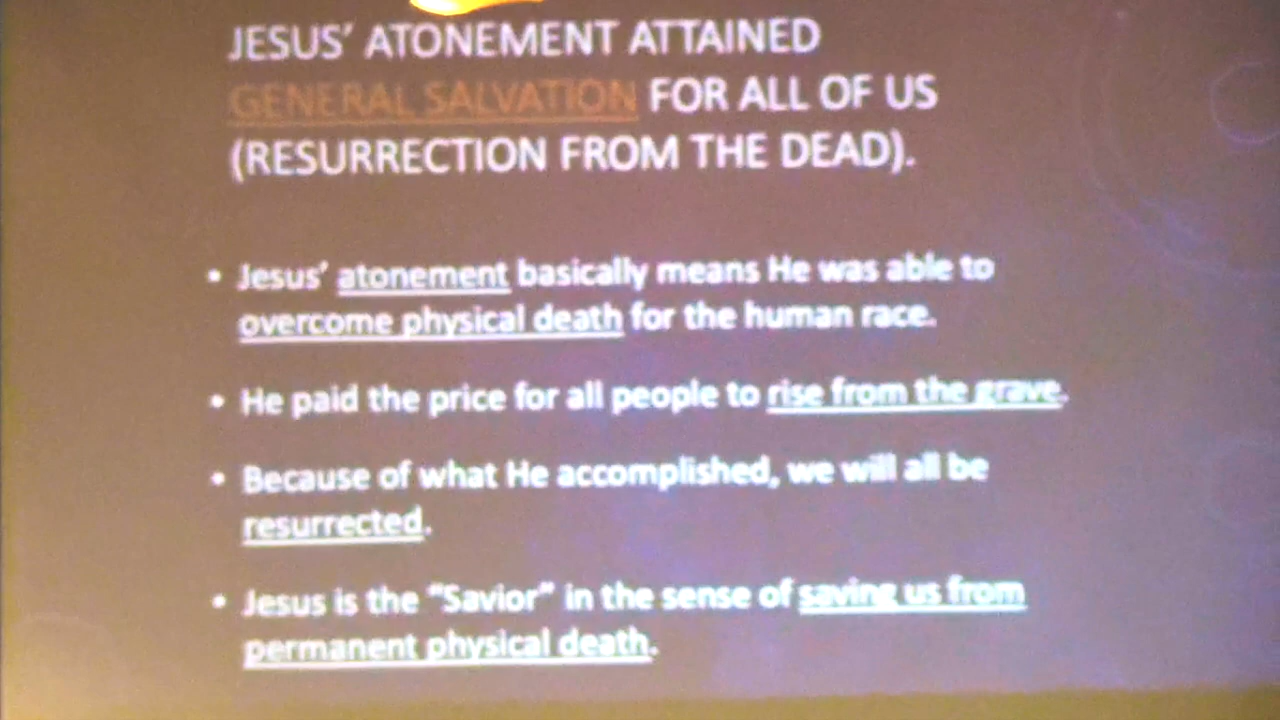 JESUS' ATONEMENT ATTAINED
GENERAL SALVATION FOR ALL OF US
(RESURRECTION FROM THE DEAD).
• Jesus' atonement basically means He was able to
overcome physical death for the human race.
• He paid the price for all people to rise from the grave.
• Because of what He accomplished, we will all be
resurrected.
• Jesus is the "Savior" in the sense of saving us from
permanent physical death.